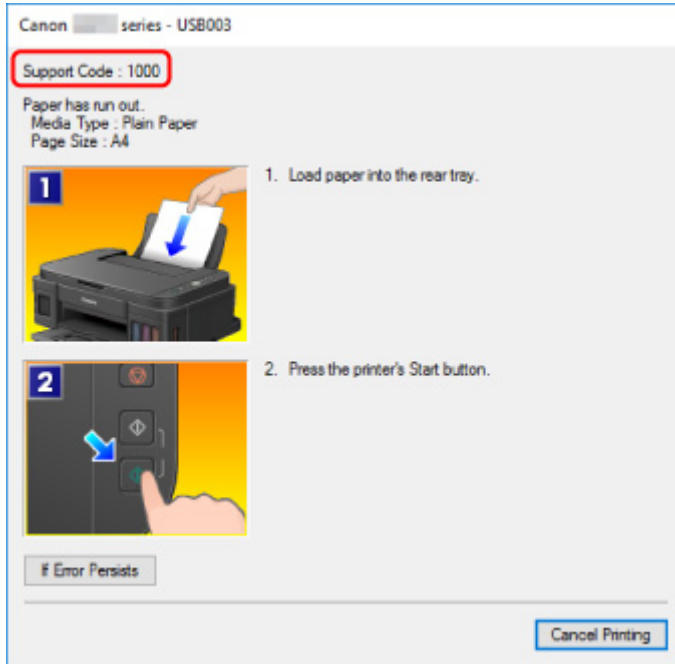 Canon series - USB003
Support Code : 1000
Paper has run out.
Media Type : Plain Paper
Page Size : A4
1
1. Load paper into the rear tray.
2
2. Press the printer's Start button.
If Error Persists
Cancel Printing